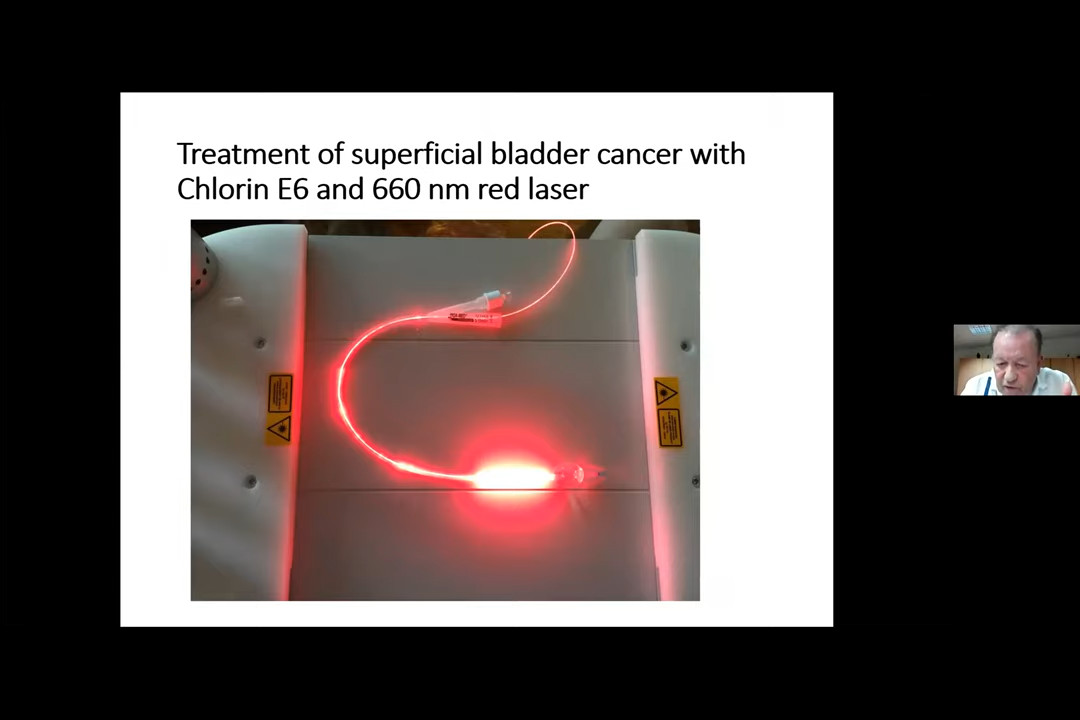 Treatment of superficial bladder cancer with
Chlorin E6 and 660 nm red laser